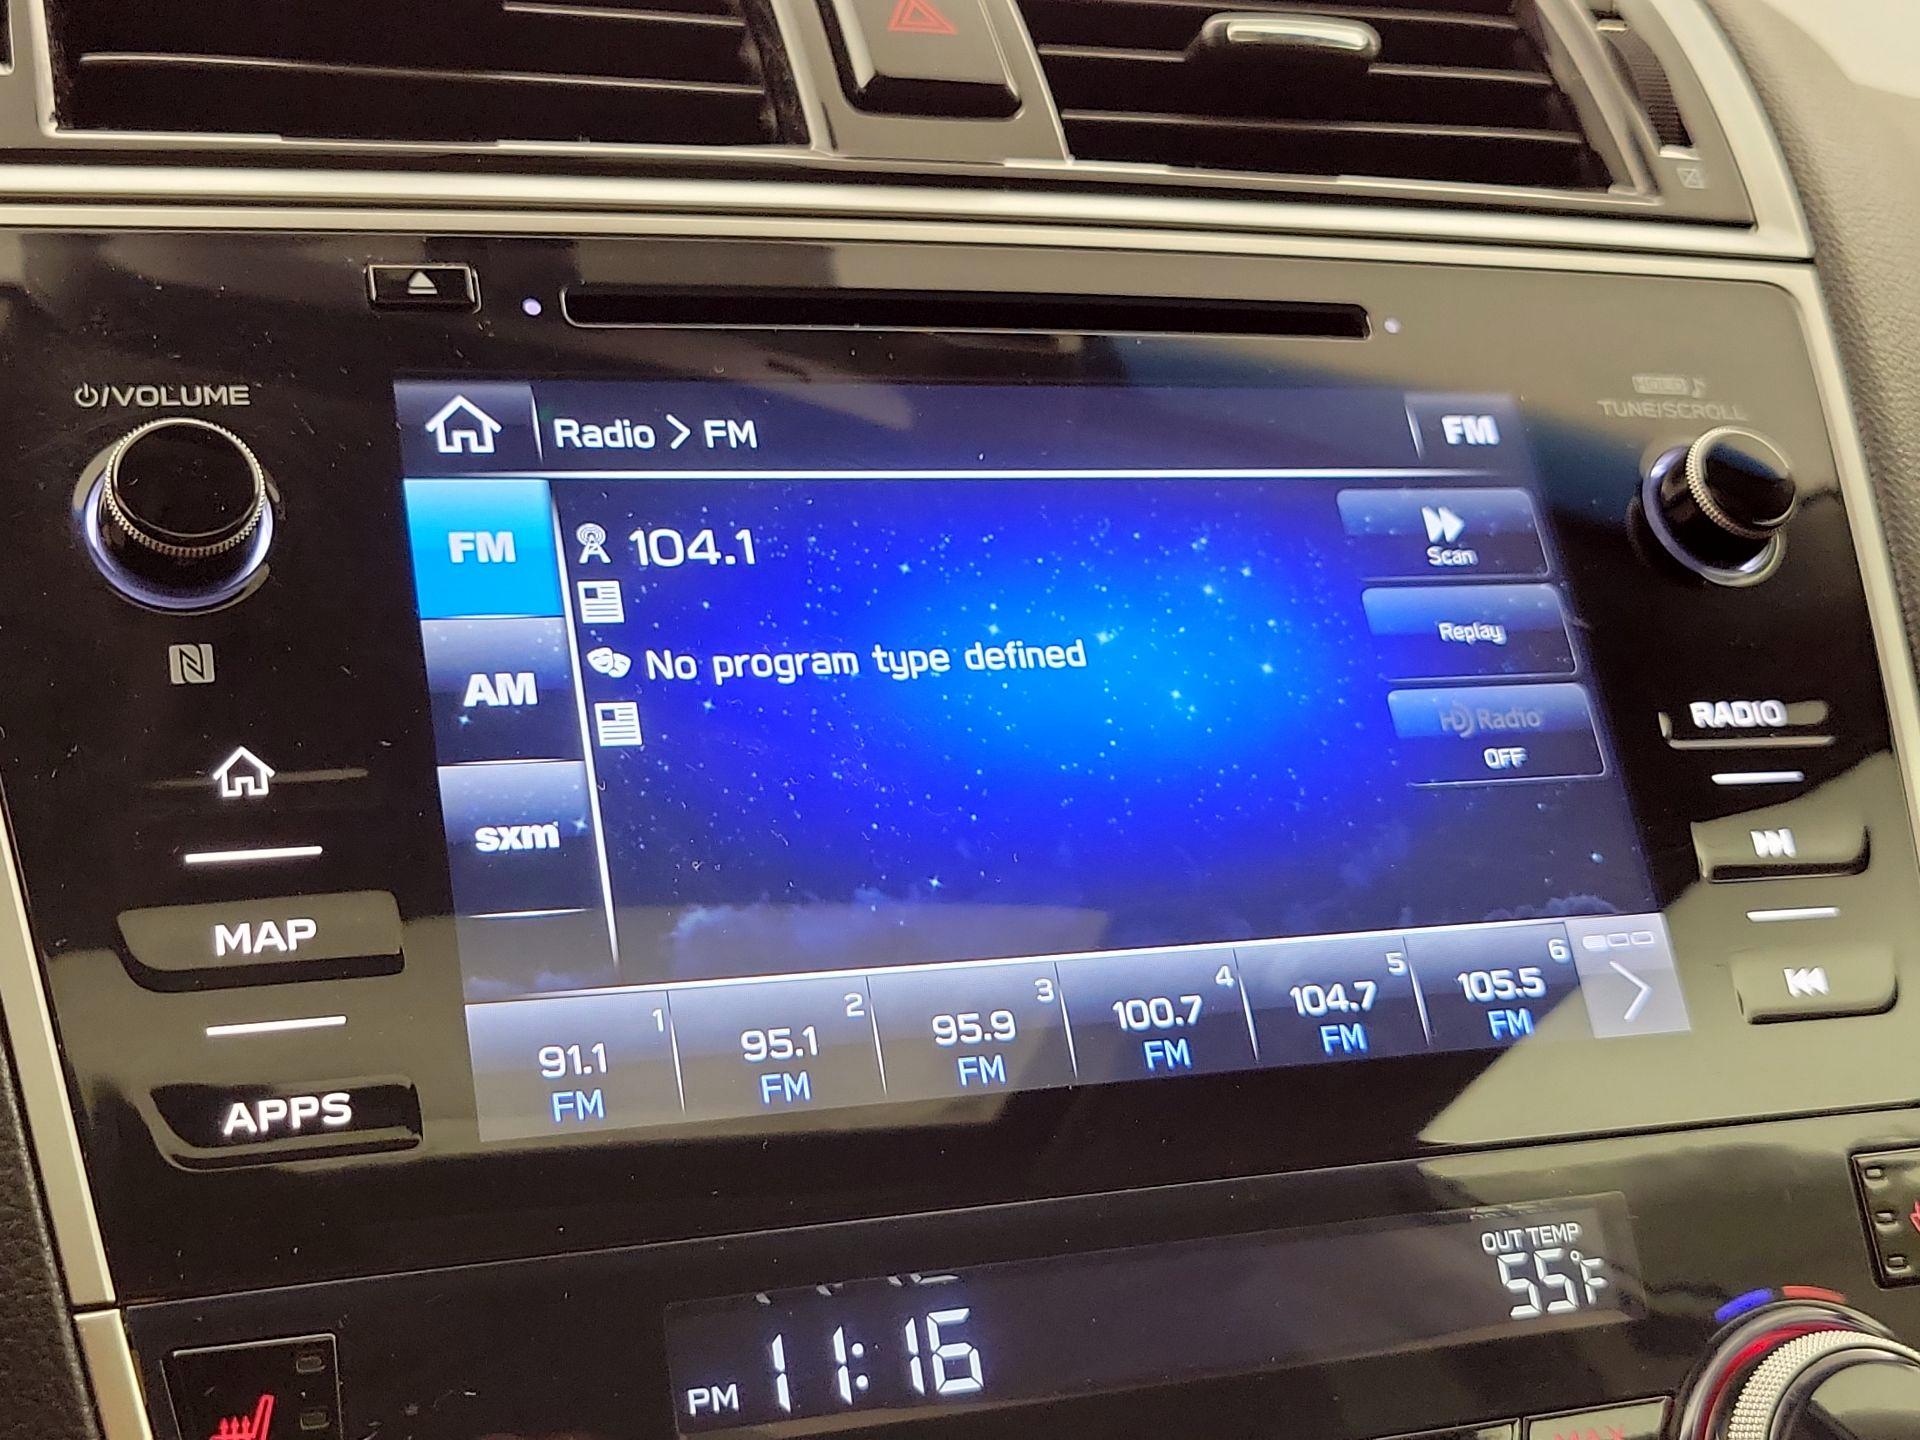 ⏻/VOLUME
HOLD ♪
TUNE/SCROLL
Radio > FM
FM
FM
104.1
Scan
Replay
No program type defined
AM
HD Radio
OFF
RADIO
sxm
MAP
1
2
3
4
5
6
91.1
95.1
95.9
100.7
104.7
105.5
FM
FM
FM
FM
FM
FM
APPS
OUT TEMP
55°F
PM 11:16
MAX